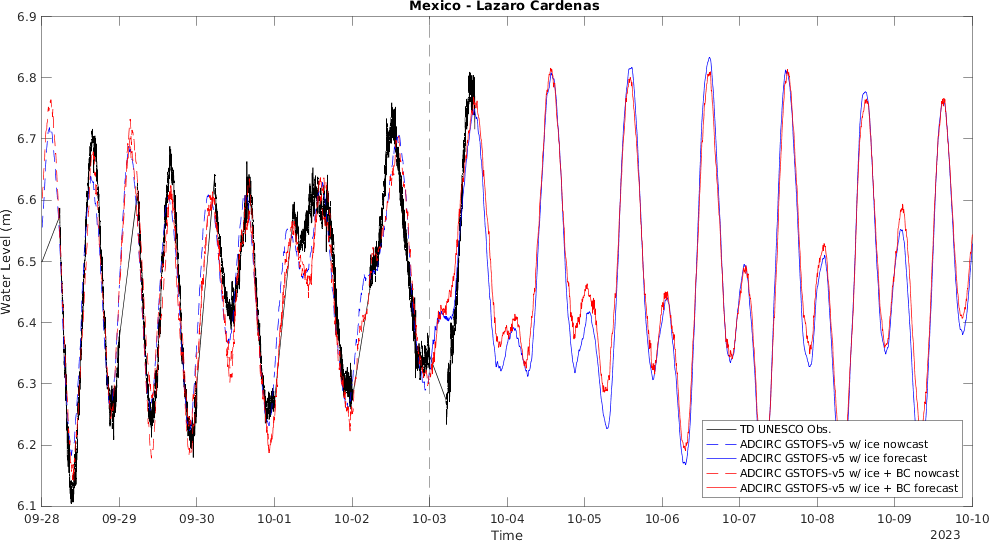 Mexico - Lazaro Cardenas
Water Level (m)
6.9
6.8
6.7
6.6
6.5
6.4
6.3
6.2
6.1
TD UNESCO Obs.
ADCIRC GSTOFS-v5 w/ ice nowcast
ADCIRC GSTOFS-v5 w/ ice forecast
ADCIRC GSTOFS-v5 w/ ice + BC nowcast
ADCIRC GSTOFS-v5 w/ ice + BC forecast
09-28 09-29 09-30 10-01 10-02 10-03 10-04 10-05 10-06 10-07 10-08 10-09 10-10
Time
2023